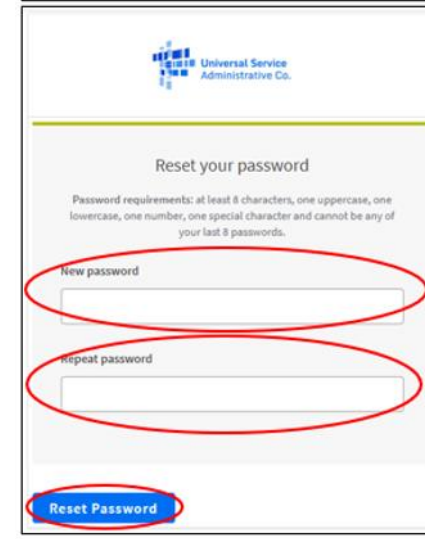 Universal Service
Administrative Co.
Reset your password
Password requirements: at least 8 characters, one uppercase, one
lowercase, one number, one special character and cannot be any of
your last 8 passwords.
New password
Repeat password
Reset Password